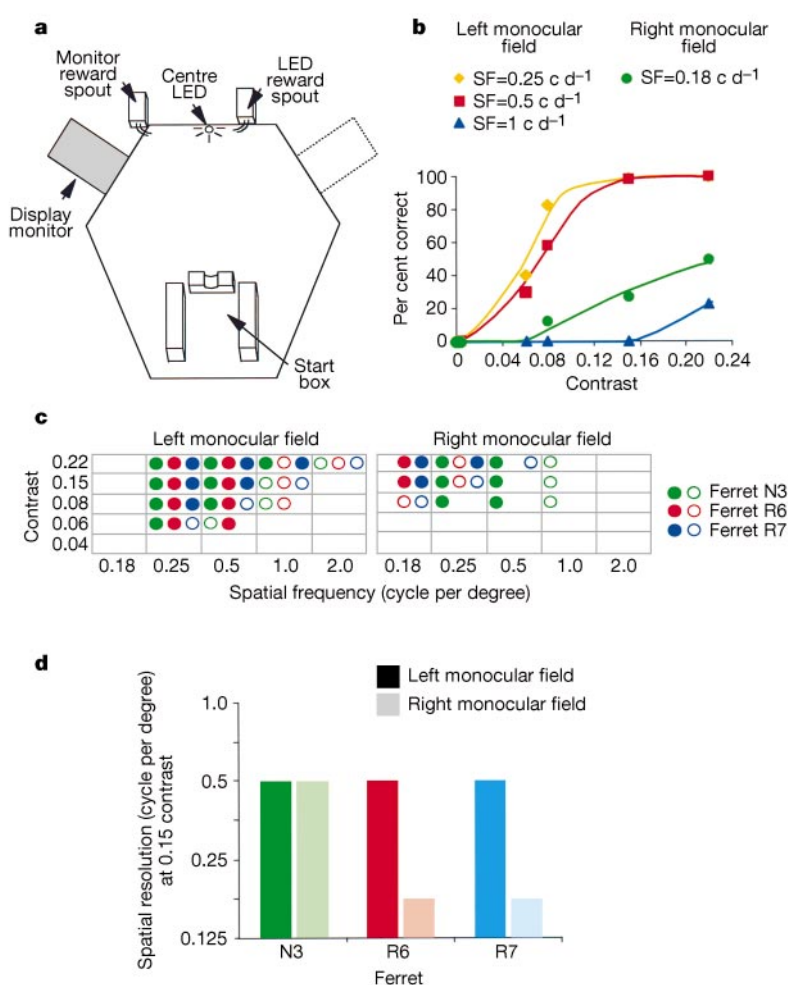 a
Monitor
reward
spout
Centre
LED
LED
reward
spout
Display
monitor
Start
box
b
Left monocular
field
Right monocular
field
SF=0.25 c d⁻¹
SF=0.5 c d⁻¹
SF=1 c d⁻¹
SF=0.18 c d⁻¹
Per cent correct
100
80
60
40
20
0
0 0.04 0.08 0.12 0.16 0.20 0.24
Contrast
c
Left monocular field Right monocular field
Contrast
0.22
0.15
0.08
0.06
0.04
0.18 0.25 0.5 1.0 2.0 0.18 0.25 0.5 1.0 2.0
Spatial frequency (cycle per degree)
Ferret N3
Ferret R6
Ferret R7
d
Left monocular field
Right monocular field
Spatial resolution (cycle per degree)
at 0.15 contrast
1.0
0.5
0.25
0.125
N3 R6 R7
Ferret